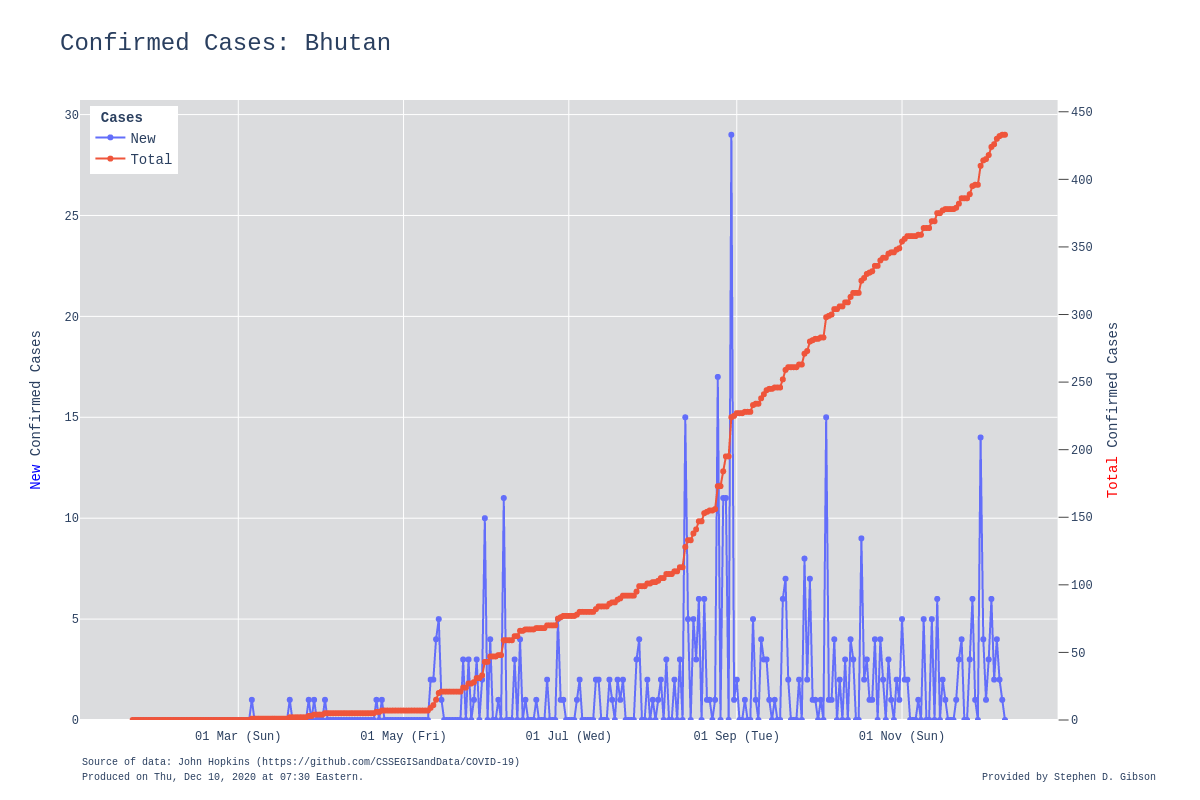 Confirmed Cases: Bhutan
Cases
New
Total
30
25
20
15
10
5
0
450
400
350
300
250
200
150
100
50
0
New Confirmed Cases
Total Confirmed Cases
01 Mar (Sun)
01 May (Fri)
01 Jul (Wed)
01 Sep (Tue)
01 Nov (Sun)
Source of data: John Hopkins (https://github.com/CSSEGISandData/COVID-19)
Produced on Thu, Dec 10, 2020 at 07:30 Eastern.
Provided by Stephen D. Gibson